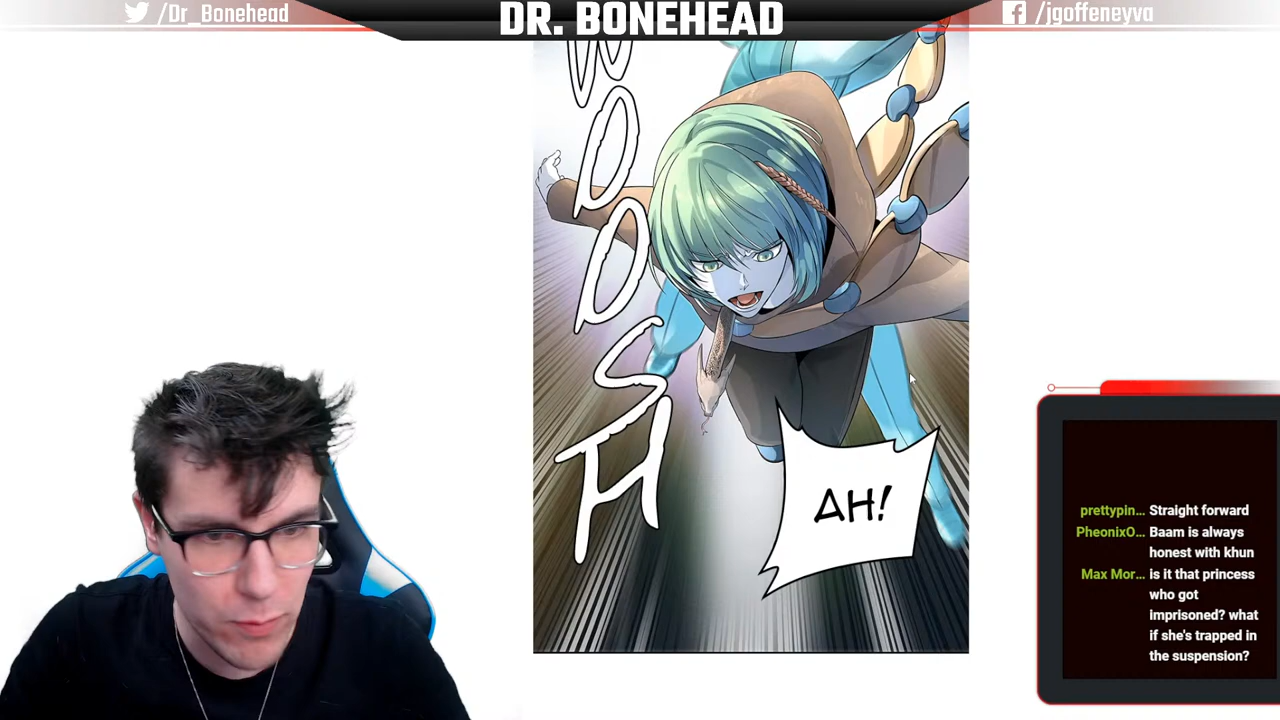 /Dr_Bonehead
DR. BONEHEAD
/jgoffeneyva
WOOOSH
AH!
prettypin... Straight forward
PheonixO... Baam is always
honest with khun
Max Mor... is it that princess
who got
imprisoned? what
if she's trapped in
the suspension?